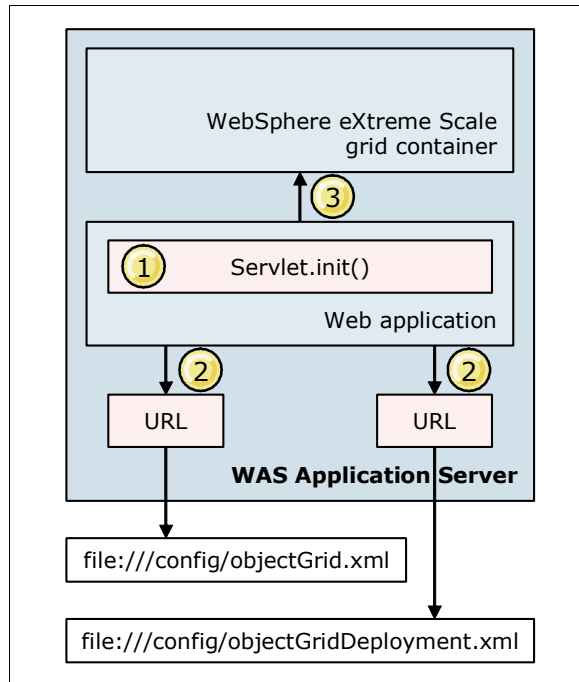 WebSphere eXtreme Scale
grid container
3
1
Servlet.init()
Web application
2
2
URL
URL
WAS Application Server
file:///config/objectGrid.xml
file:///config/objectGridDeployment.xml